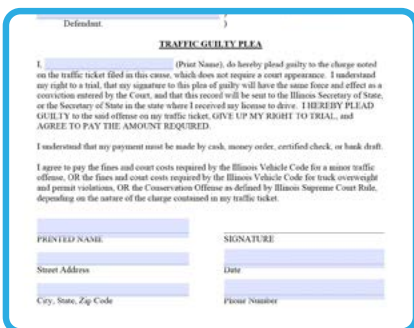 Defendant. )
TRAFFIC GUILTY PLEA
I, (Print Name), do hereby plead guilty to the charge noted
on the traffic ticket filed in this cause, which does not require a court appearance. I understand
my right to a trial, that my signature to this plea of guilty will have the same force and effect as a
conviction entered by the Court, and that this record will be sent to the Illinois Secretary of State,
or the Secretary of State in the state where I received my license to drive. I HEREBY PLEAD
GUILTY to the said offense on my traffic ticket, GIVE UP MY RIGHT TO TRIAL, and
AGREE TO PAY THE AMOUNT REQUIRED.
I understand that my payment must be made by cash, money order, certified check, or bank draft.
I agree to pay the fines and court costs required by the Illinois Vehicle Code for a minor traffic
offense, OR the fines and court costs required by the Illinois Vehicle Code for truck overweight
and permit violations, OR the Conservation Offense as defined by Illinois Supreme Court Rule,
depending on the nature of the charge contained in my traffic ticket.
PRINTED NAME SIGNATURE
Street Address Date
City, State, Zip Code Phone Number